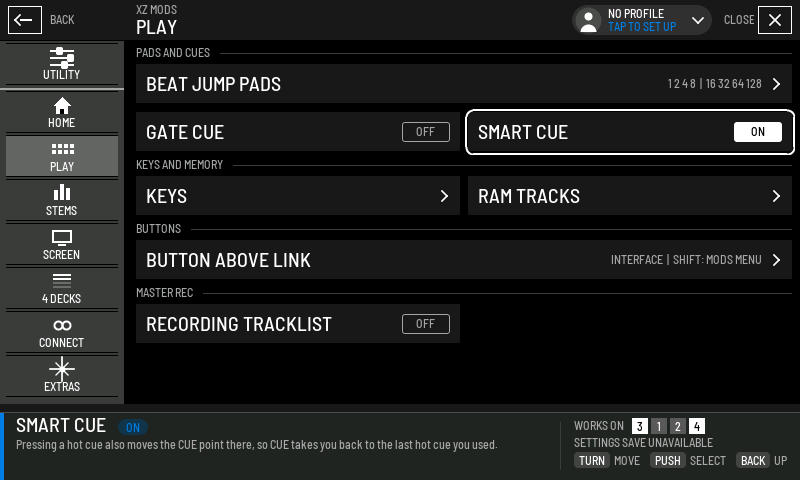 BACK
XZ MODS
PLAY
NO PROFILE
TAP TO SET UP
CLOSE
UTILITY
HOME
PLAY
STEMS
SCREEN
4 DECKS
CONNECT
EXTRAS
PADS AND CUES
BEAT JUMP PADS
1 2 4 8 | 16 32 64 128
GATE CUE
OFF
SMART CUE
ON
KEYS AND MEMORY
KEYS
RAM TRACKS
BUTTONS
BUTTON ABOVE LINK
INTERFACE | SHIFT: MODS MENU
MASTER REC
RECORDING TRACKLIST
OFF
SMART CUE ON
Pressing a hot cue also moves the CUE point there, so CUE takes you back to the last hot cue you used.
WORKS ON 3 1 2 4
SETTINGS SAVE UNAVAILABLE
TURN MOVE PUSH SELECT BACK UP